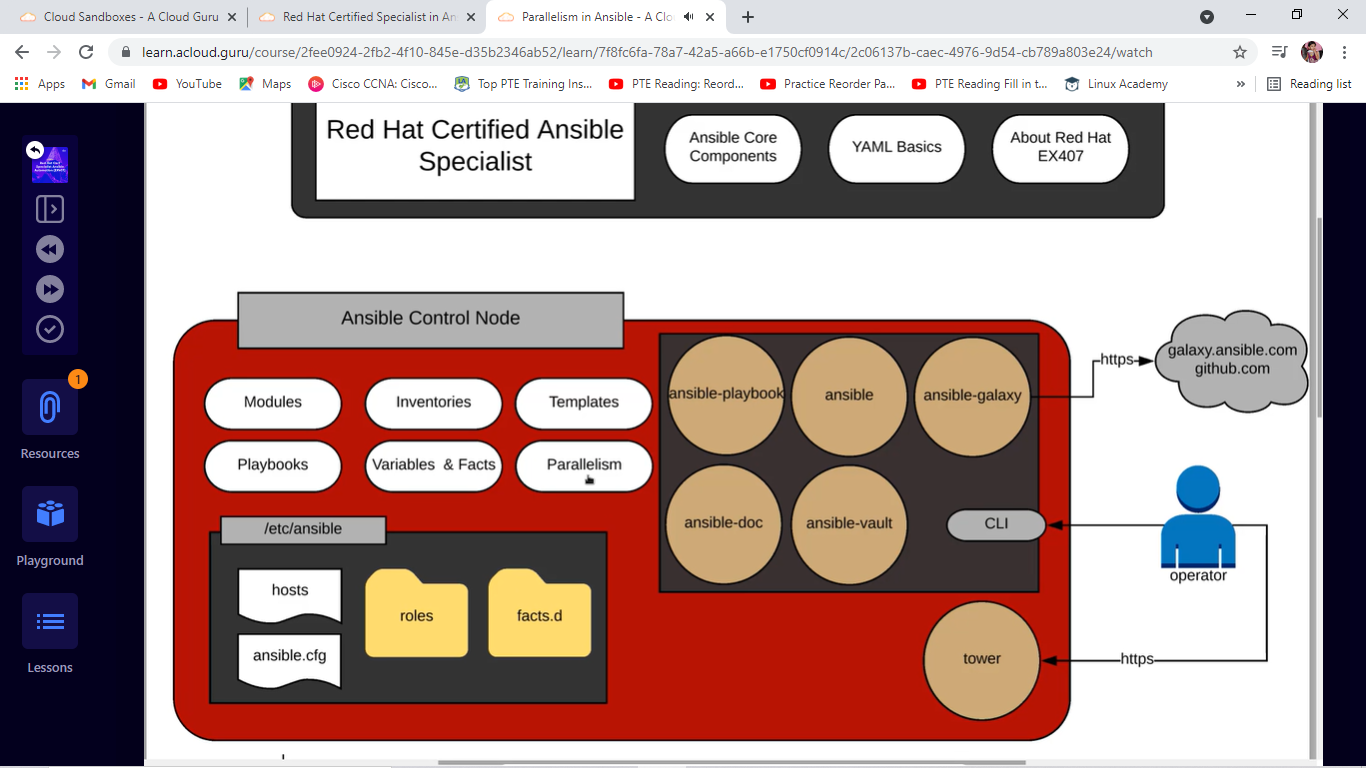 Cloud Sandboxes - A Cloud Guru
Red Hat Certified Specialist in An
Parallelism in Ansible - A Clo
learn.acloud.guru/course/2fee0924-2fb2-4f10-845e-d35b2346ab52/learn/7f8fc6fa-78a7-42a5-a66b-e1750cf0914c/2c06137b-caec-4976-9d54-cb789a803e24/watch
Apps
Gmail
YouTube
Maps
Cisco CCNA: Cisco...
Top PTE Training Ins...
PTE Reading: Reord...
Practice Reorder Pa...
PTE Reading Fill in t...
Linux Academy
»
Reading list
Red Hat Certified Ansible
Specialist
Ansible Core
Components
YAML Basics
About Red Hat
EX407
Ansible Control Node
Modules
Inventories
Templates
Playbooks
Variables & Facts
Parallelism
/etc/ansible
hosts
ansible.cfg
roles
facts.d
ansible-playbook
ansible
ansible-galaxy
ansible-doc
ansible-vault
CLI
tower
https
galaxy.ansible.com
github.com
operator
https
1
Resources
Playground
Lessons